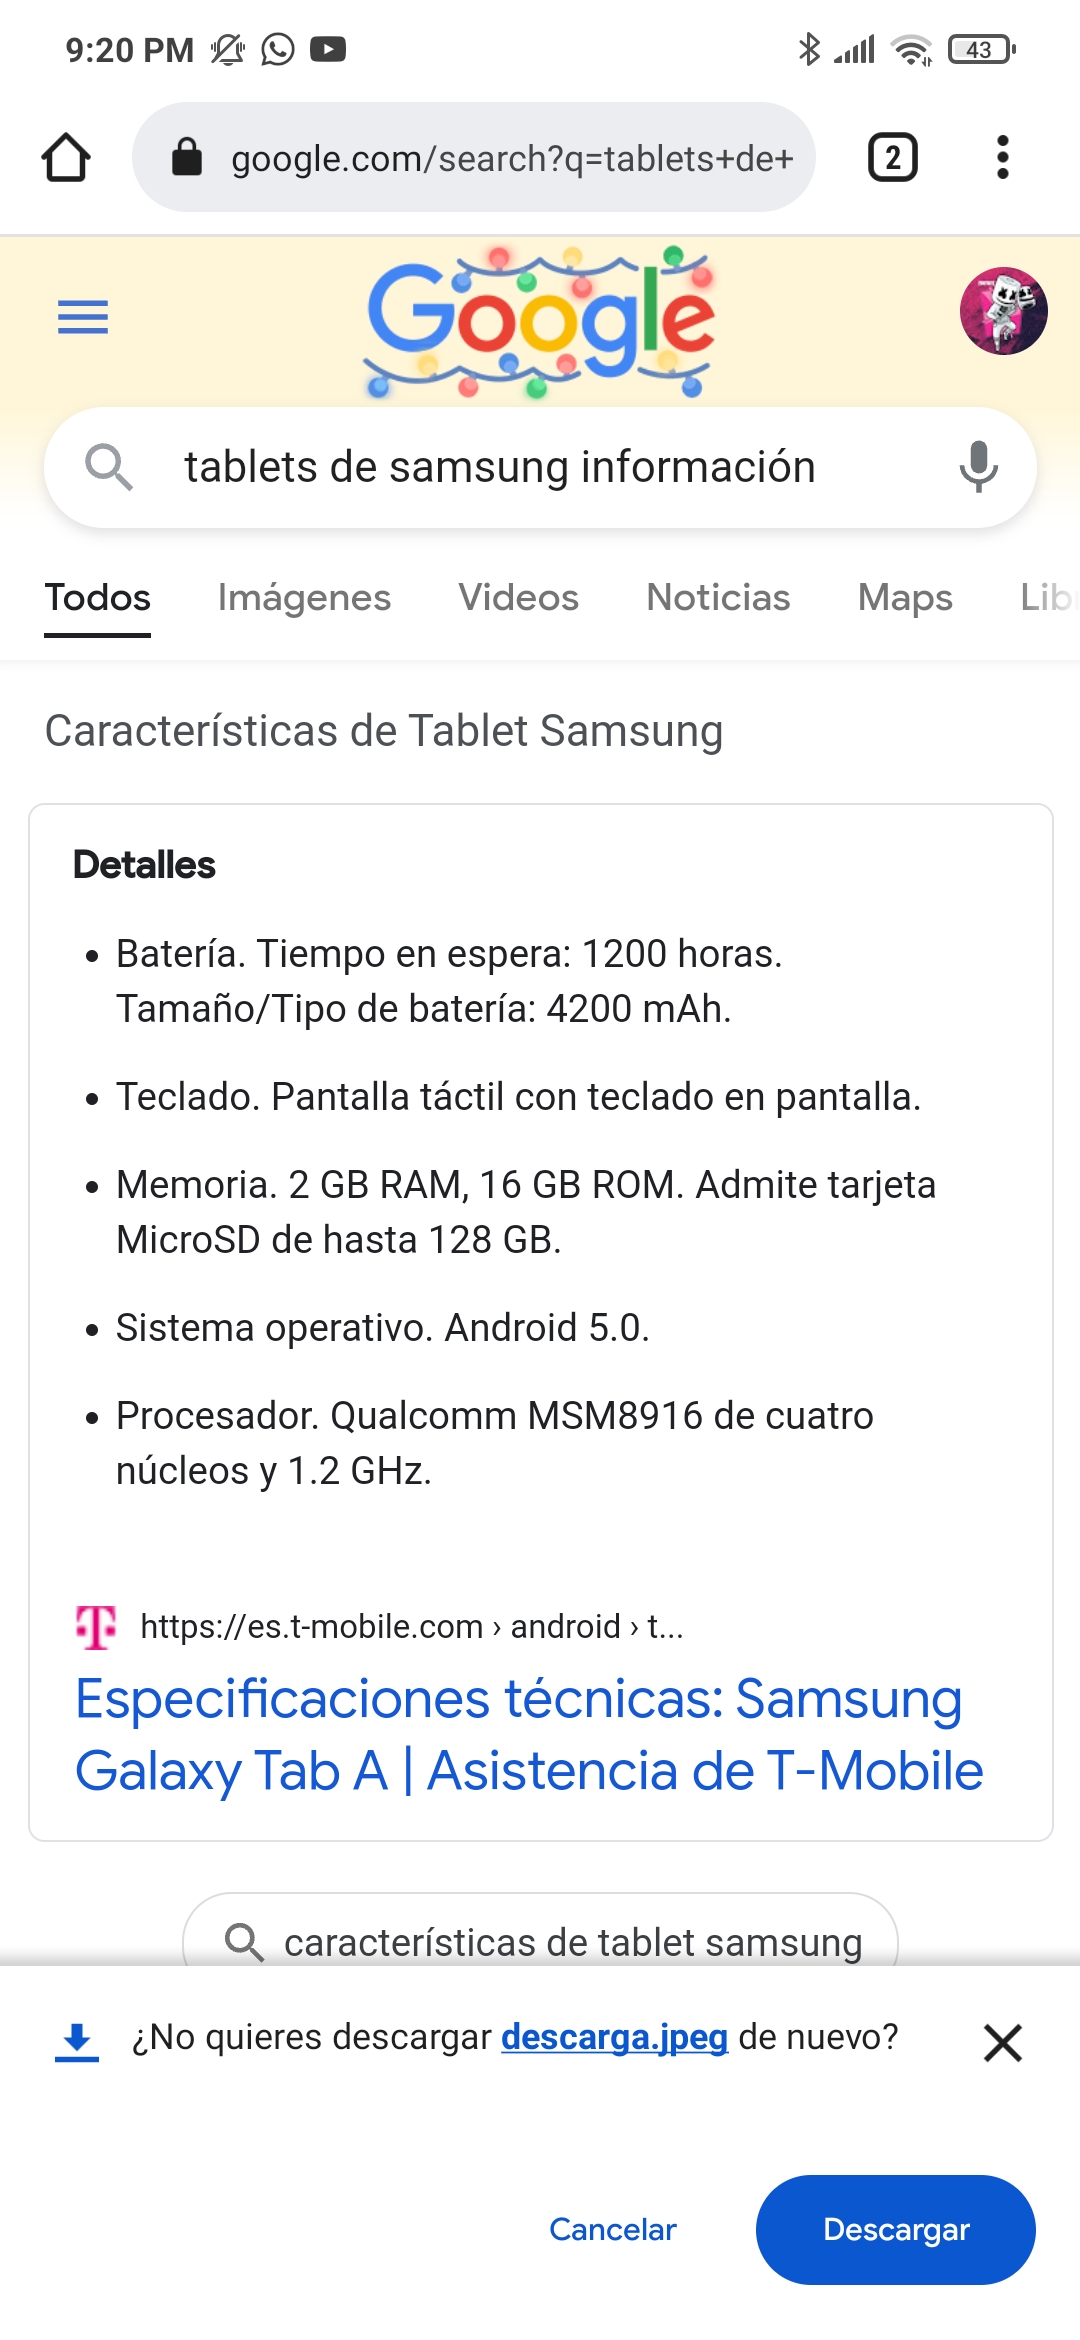 9:20 PM
43
google.com/search?q=tablets+de+
2
Google
tablets de samsung información
Todos Imágenes Videos Noticias Maps Lib
Características de Tablet Samsung
Detalles
• Batería. Tiempo en espera: 1200 horas.
Tamaño/Tipo de batería: 4200 mAh.
• Teclado. Pantalla táctil con teclado en pantalla.
• Memoria. 2 GB RAM, 16 GB ROM. Admite tarjeta
MicroSD de hasta 128 GB.
• Sistema operativo. Android 5.0.
• Procesador. Qualcomm MSM8916 de cuatro
núcleos y 1.2 GHz.
T https://es.t-mobile.com › android › t...
Especificaciones técnicas: Samsung
Galaxy Tab A | Asistencia de T-Mobile
características de tablet samsung
¿No quieres descargar descarga.jpeg de nuevo?
Cancelar Descargar